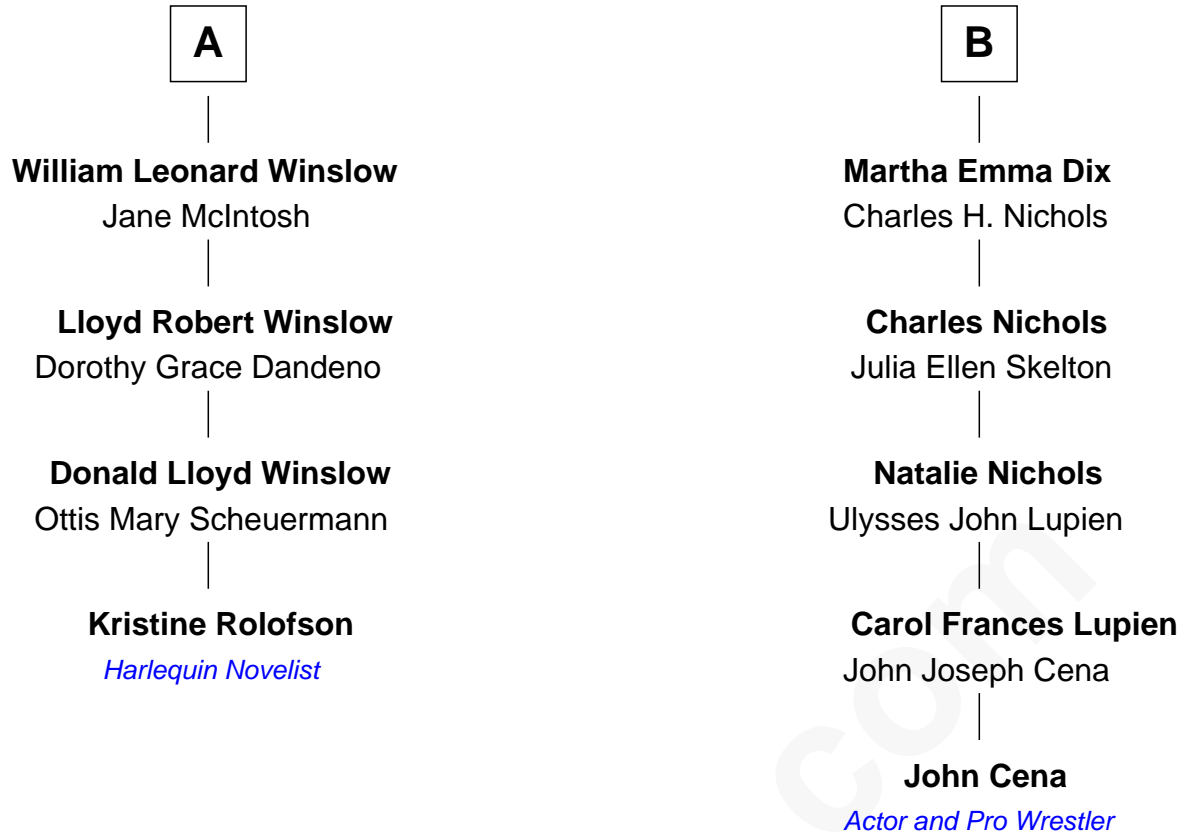 A
William Leonard Winslow
Jane McIntosh
Lloyd Robert Winslow
Dorothy Grace Dandeno
Donald Lloyd Winslow
Ottis Mary Scheuermann
Kristine Rolofson
Harlequin Novelist
B
Martha Emma Dix
Charles H. Nichols
Charles Nichols
Julia Ellen Skelton
Natalie Nichols
Ulysses John Lupien
Carol Frances Lupien
John Joseph Cena
John Cena
Actor and Pro Wrestler
com